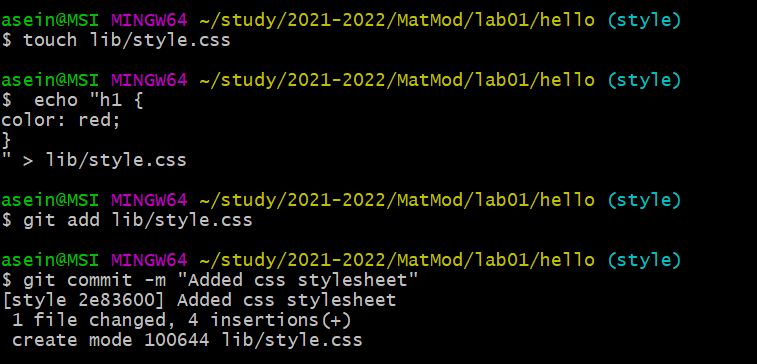 asein@MSI MINGW64 ~/study/2021-2022/MatMod/lab01/hello (style)
$ touch lib/style.css
asein@MSI MINGW64 ~/study/2021-2022/MatMod/lab01/hello (style)
$  echo "h1 {
color: red;
}
" > lib/style.css
asein@MSI MINGW64 ~/study/2021-2022/MatMod/lab01/hello (style)
$ git add lib/style.css
asein@MSI MINGW64 ~/study/2021-2022/MatMod/lab01/hello (style)
$ git commit -m "Added css stylesheet"
[style 2e83600] Added css stylesheet
 1 file changed, 4 insertions(+)
 create mode 100644 lib/style.css